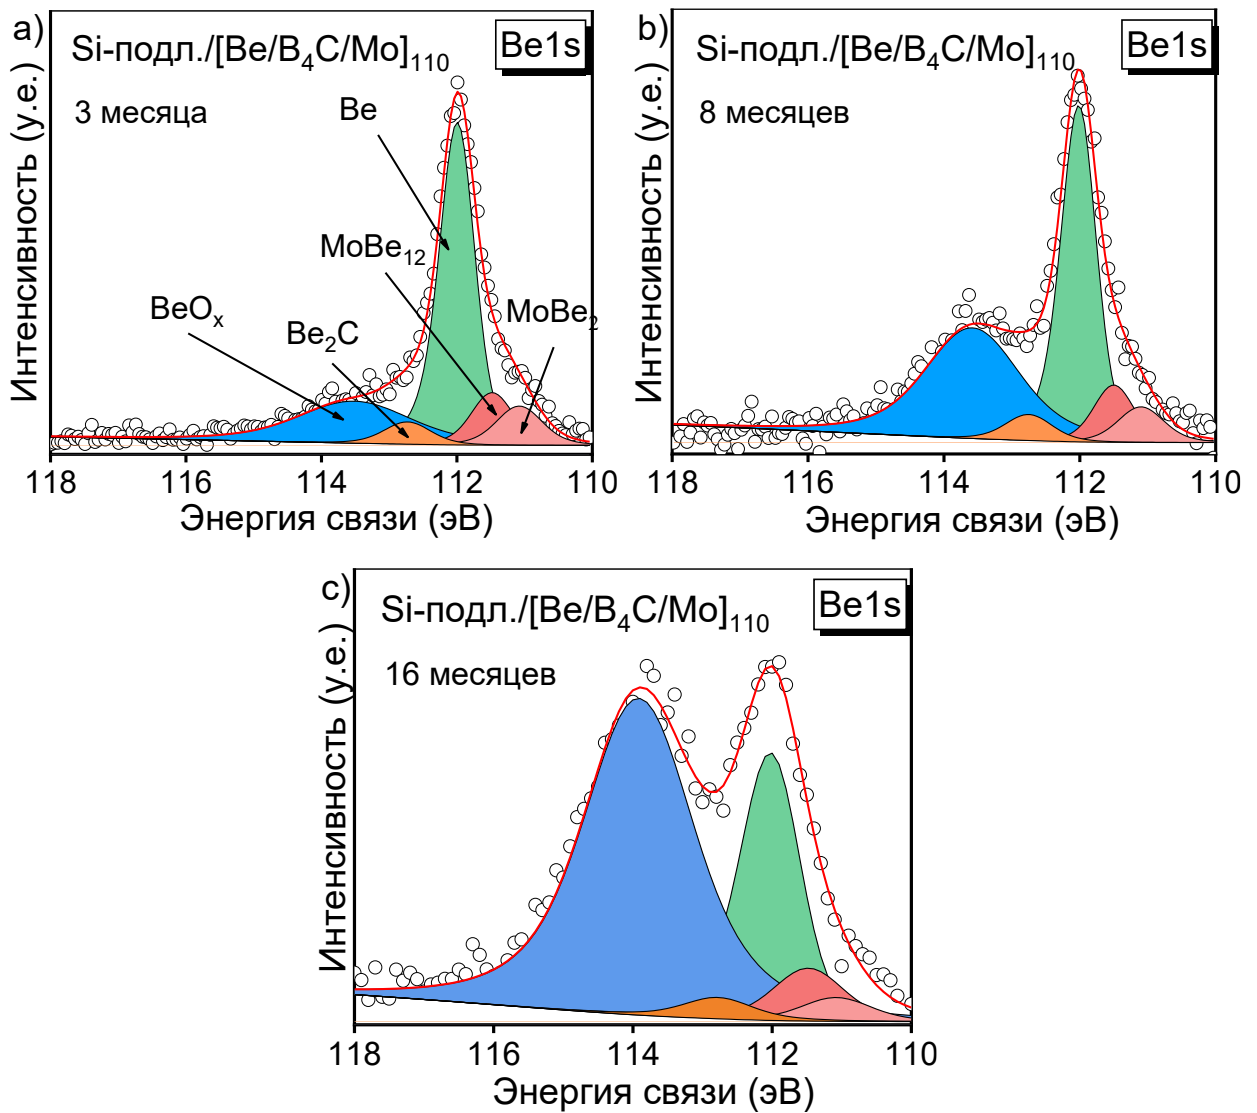 a)
Si-подл./[Be/B₄C/Mo]₁₁₀
Be1s
3 месяца
Be
MoBe₁₂
MoBe₂
BeOₓ
Be₂C
Интенсивность (у.е.)
118 116 114 112 110
Энергия связи (эВ)
b)
Si-подл./[Be/B₄C/Mo]₁₁₀
Be1s
8 месяцев
Интенсивность (у.е.)
118 116 114 112 110
Энергия связи (эВ)
c)
Si-подл./[Be/B₄C/Mo]₁₁₀
Be1s
16 месяцев
Интенсивность (у.е.)
118 116 114 112 110
Энергия связи (эВ)